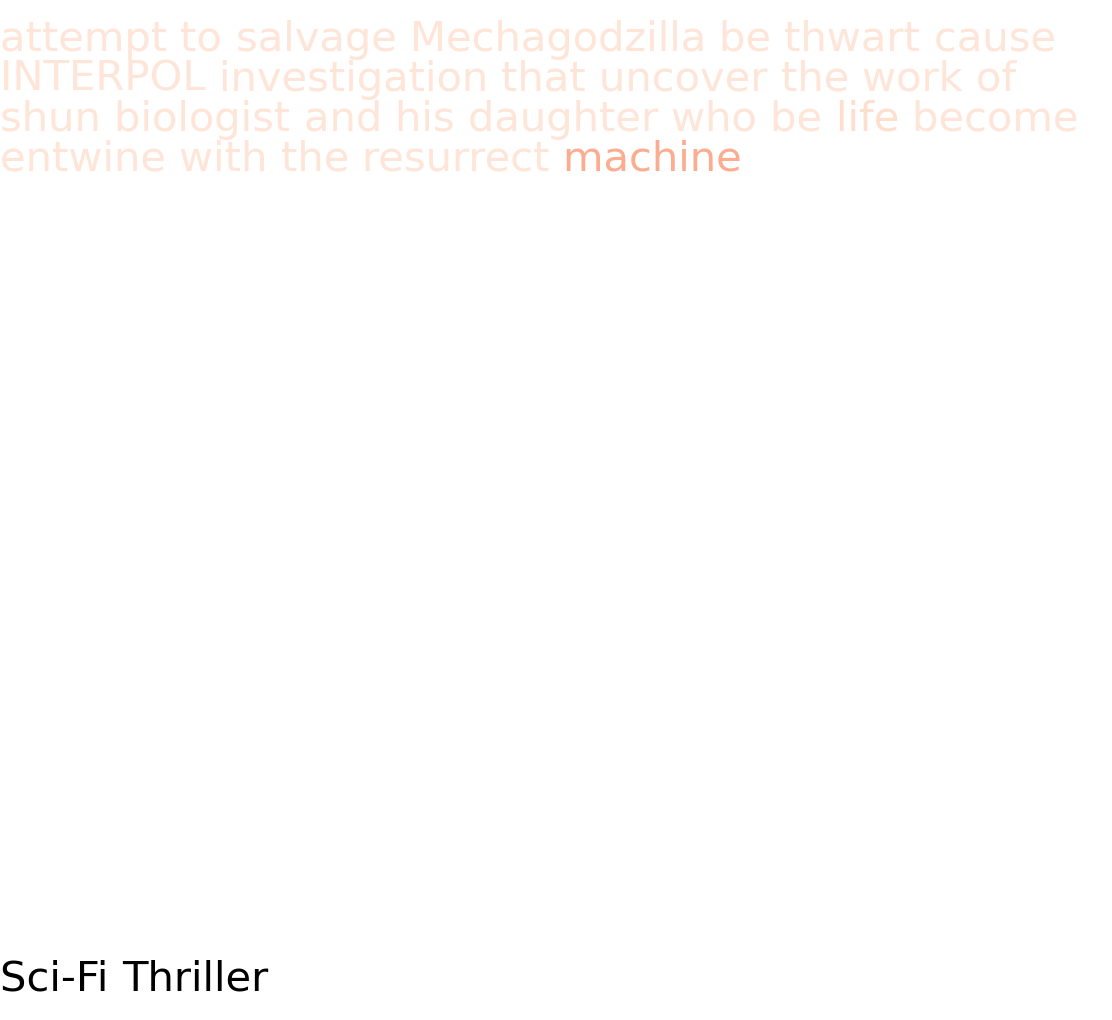 attempt to salvage Mechagodzilla be thwart cause
INTERPOL investigation that uncover the work of
shun biologist and his daughter who be life become
entwine with the resurrect machine
Sci-Fi Thriller